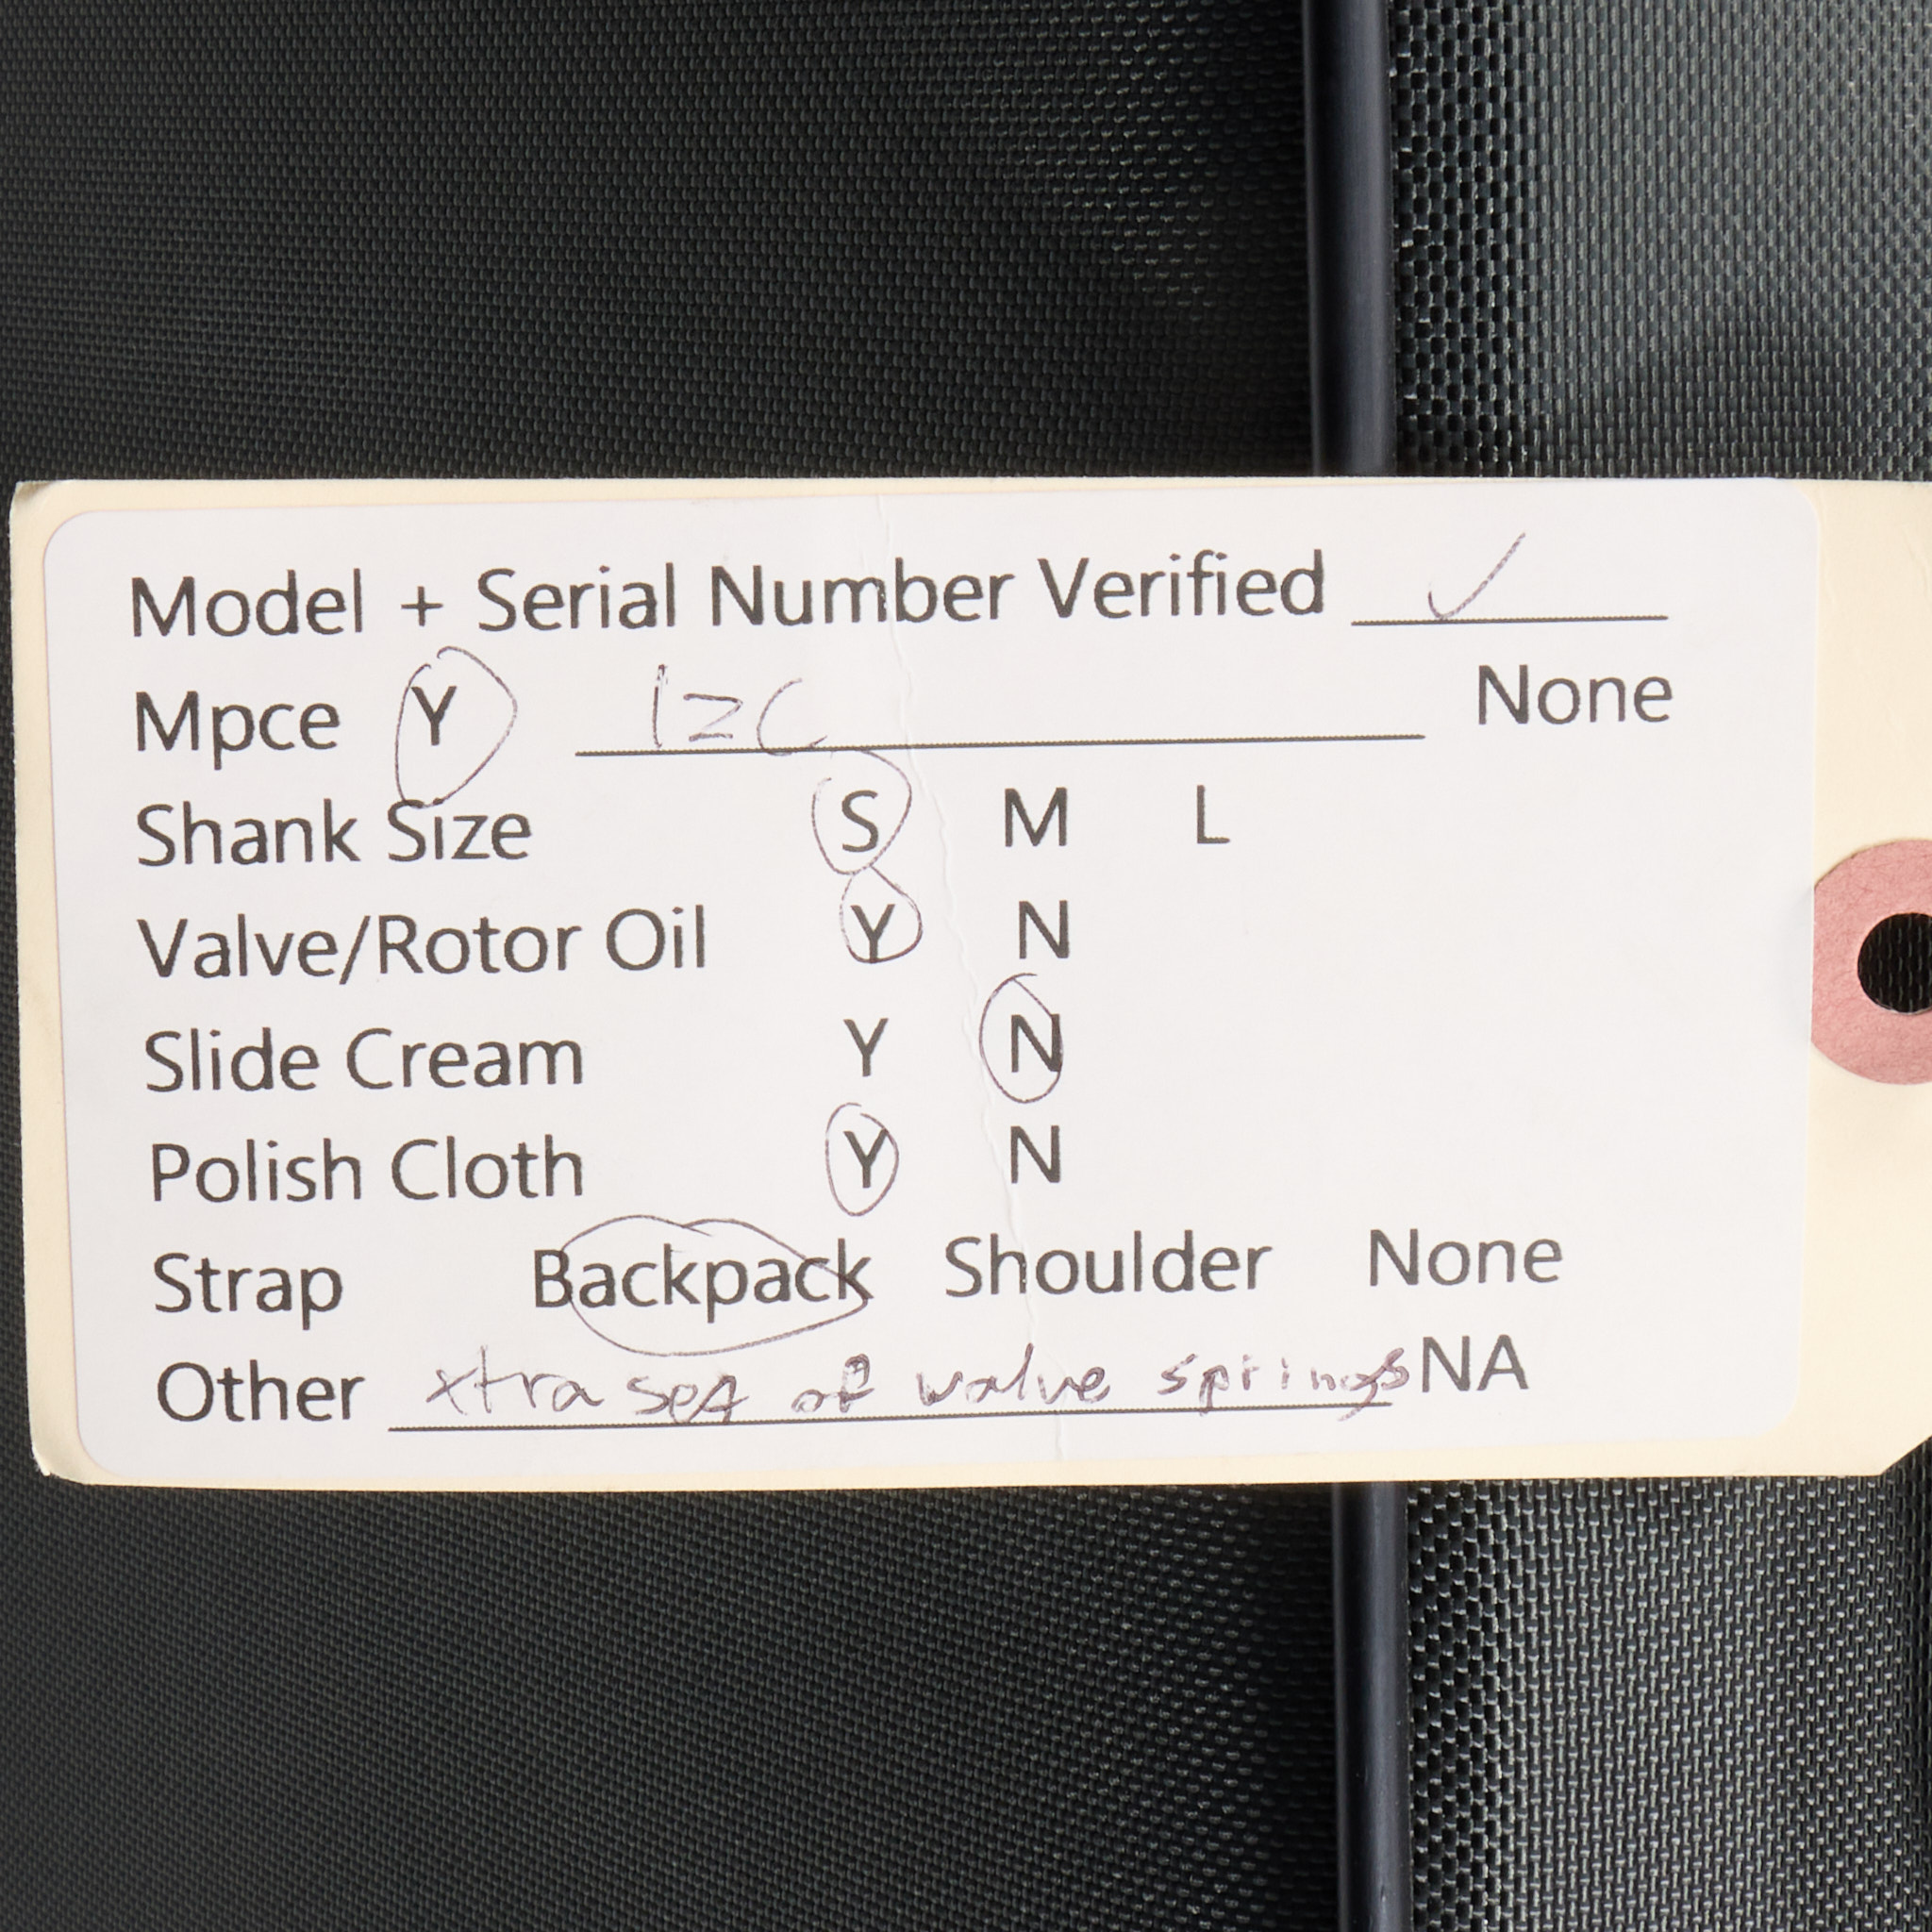 Model + Serial Number Verified ✓
Mpce Y 12C None
Shank Size S M L
Valve/Rotor Oil Y N
Slide Cream Y N
Polish Cloth Y N
Strap Backpack Shoulder None
Other xtra set of valve springs NA